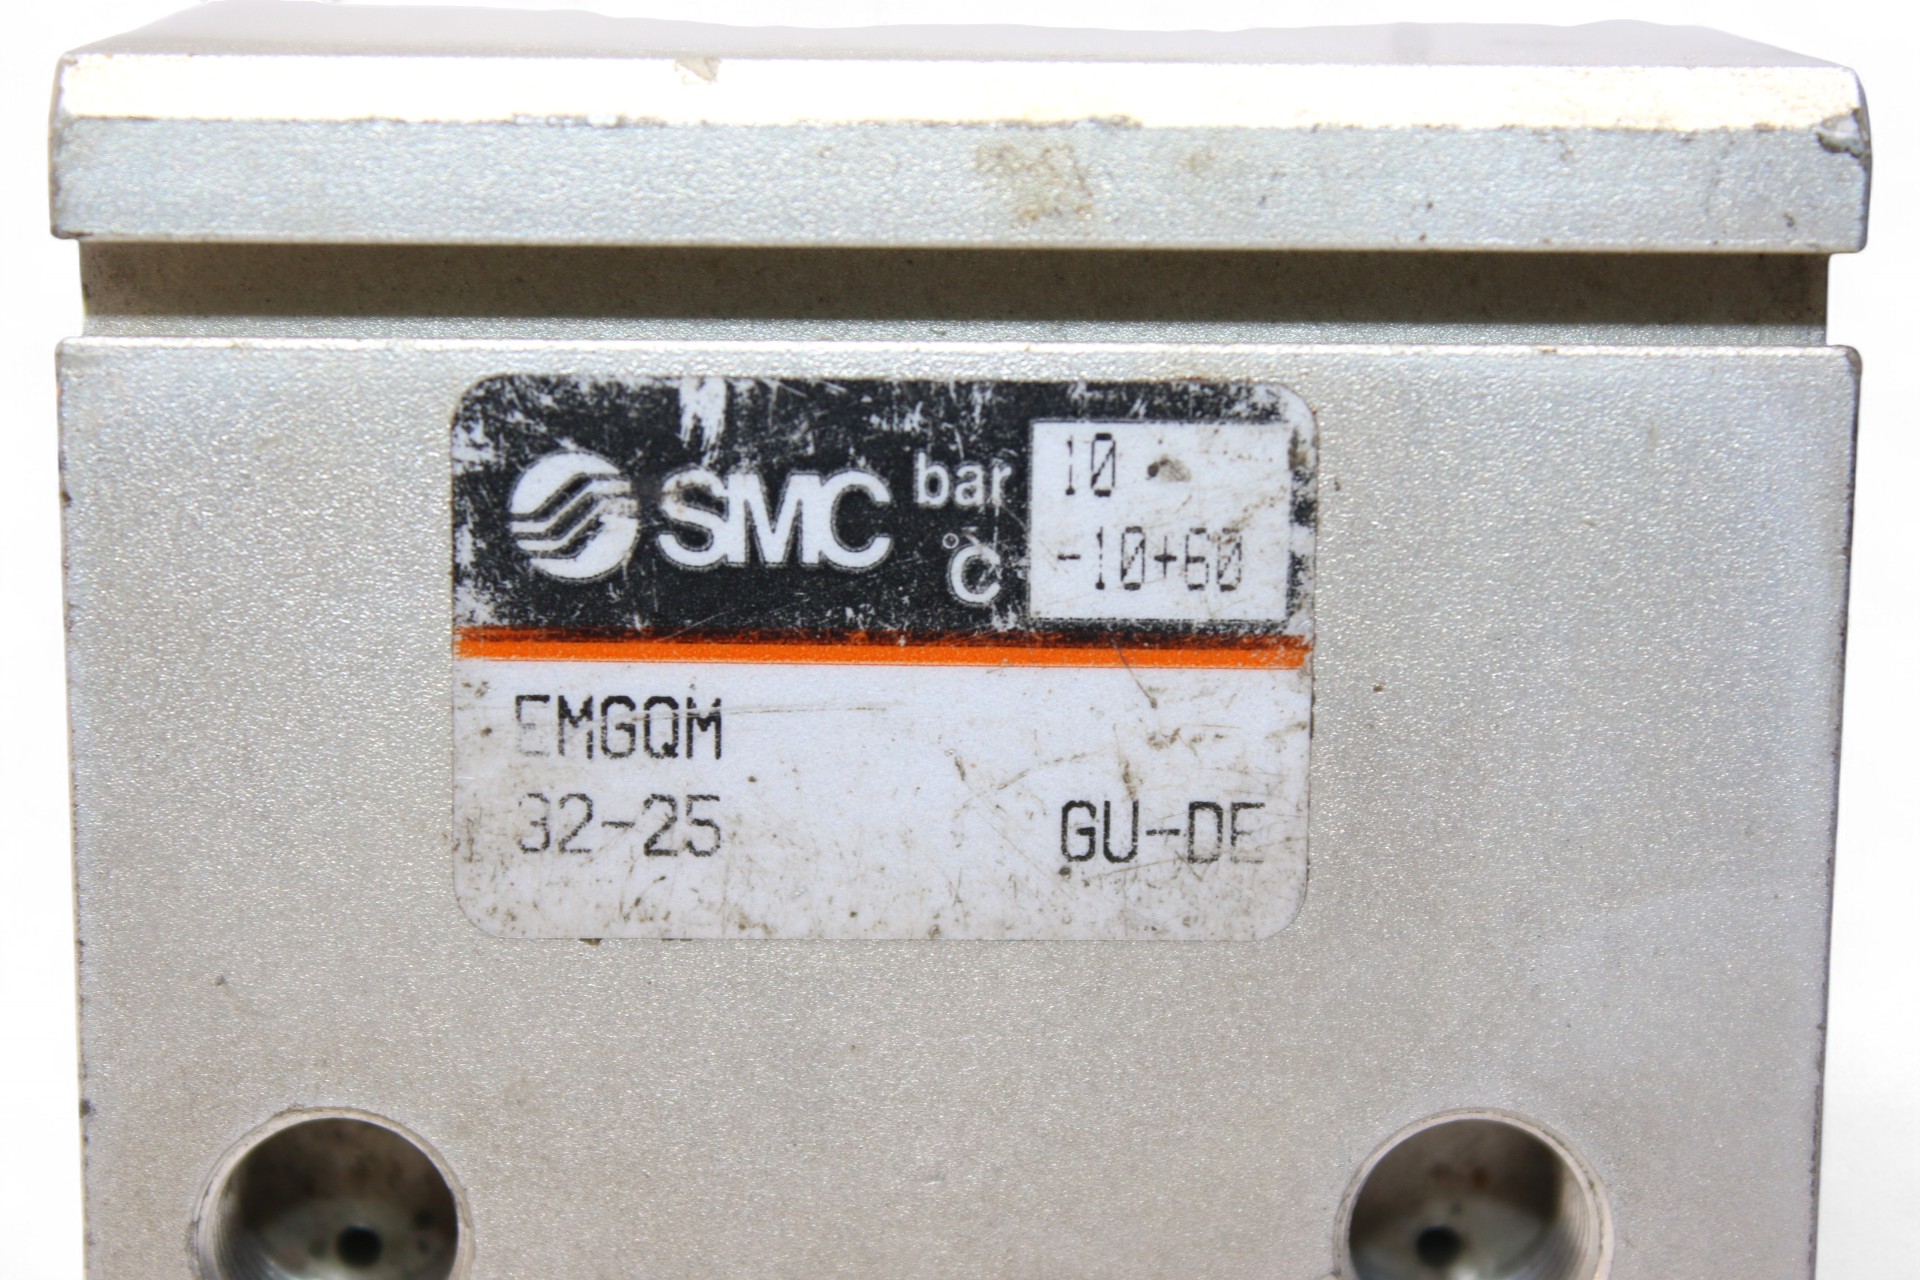 SMC bar 10
°C -10+60
EMGQM
32-25 GU-DE